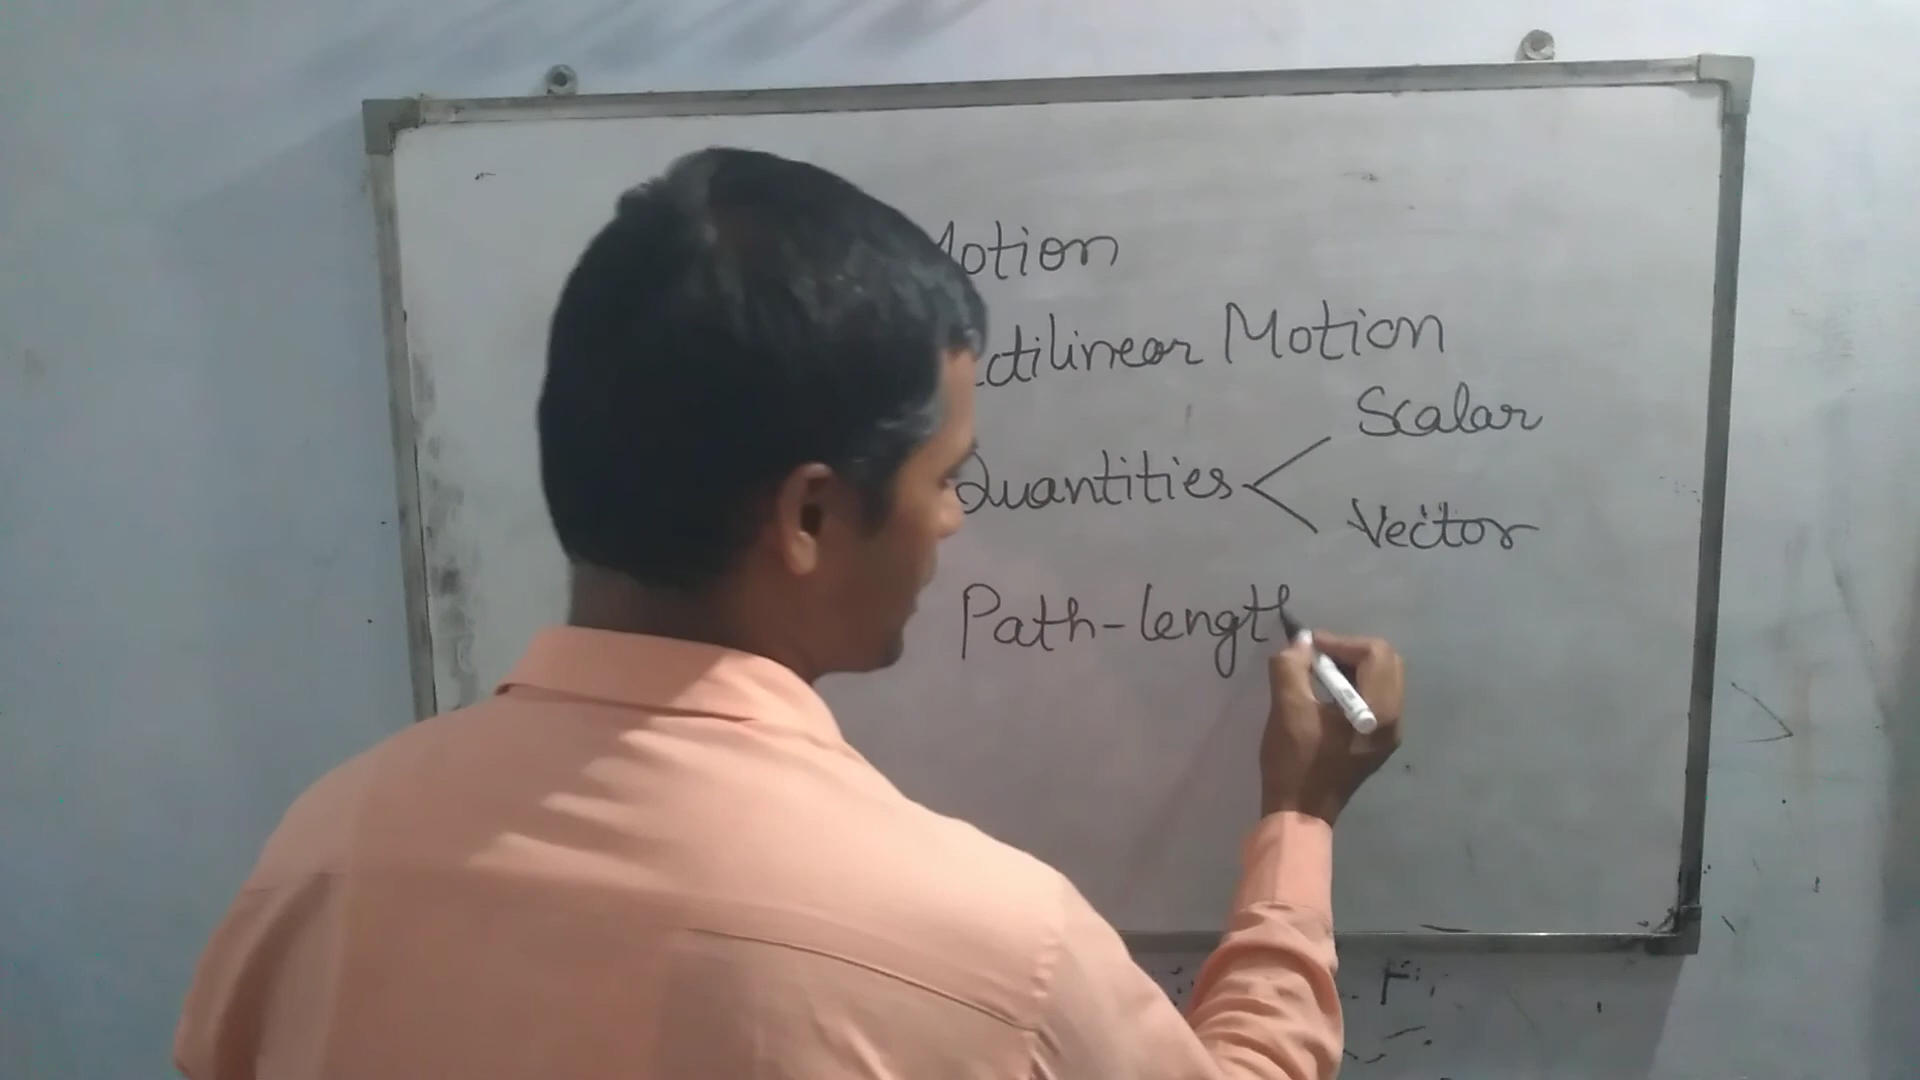 Motion
ctilinear Motion
Scalar
Quantities
Vector
Path-length